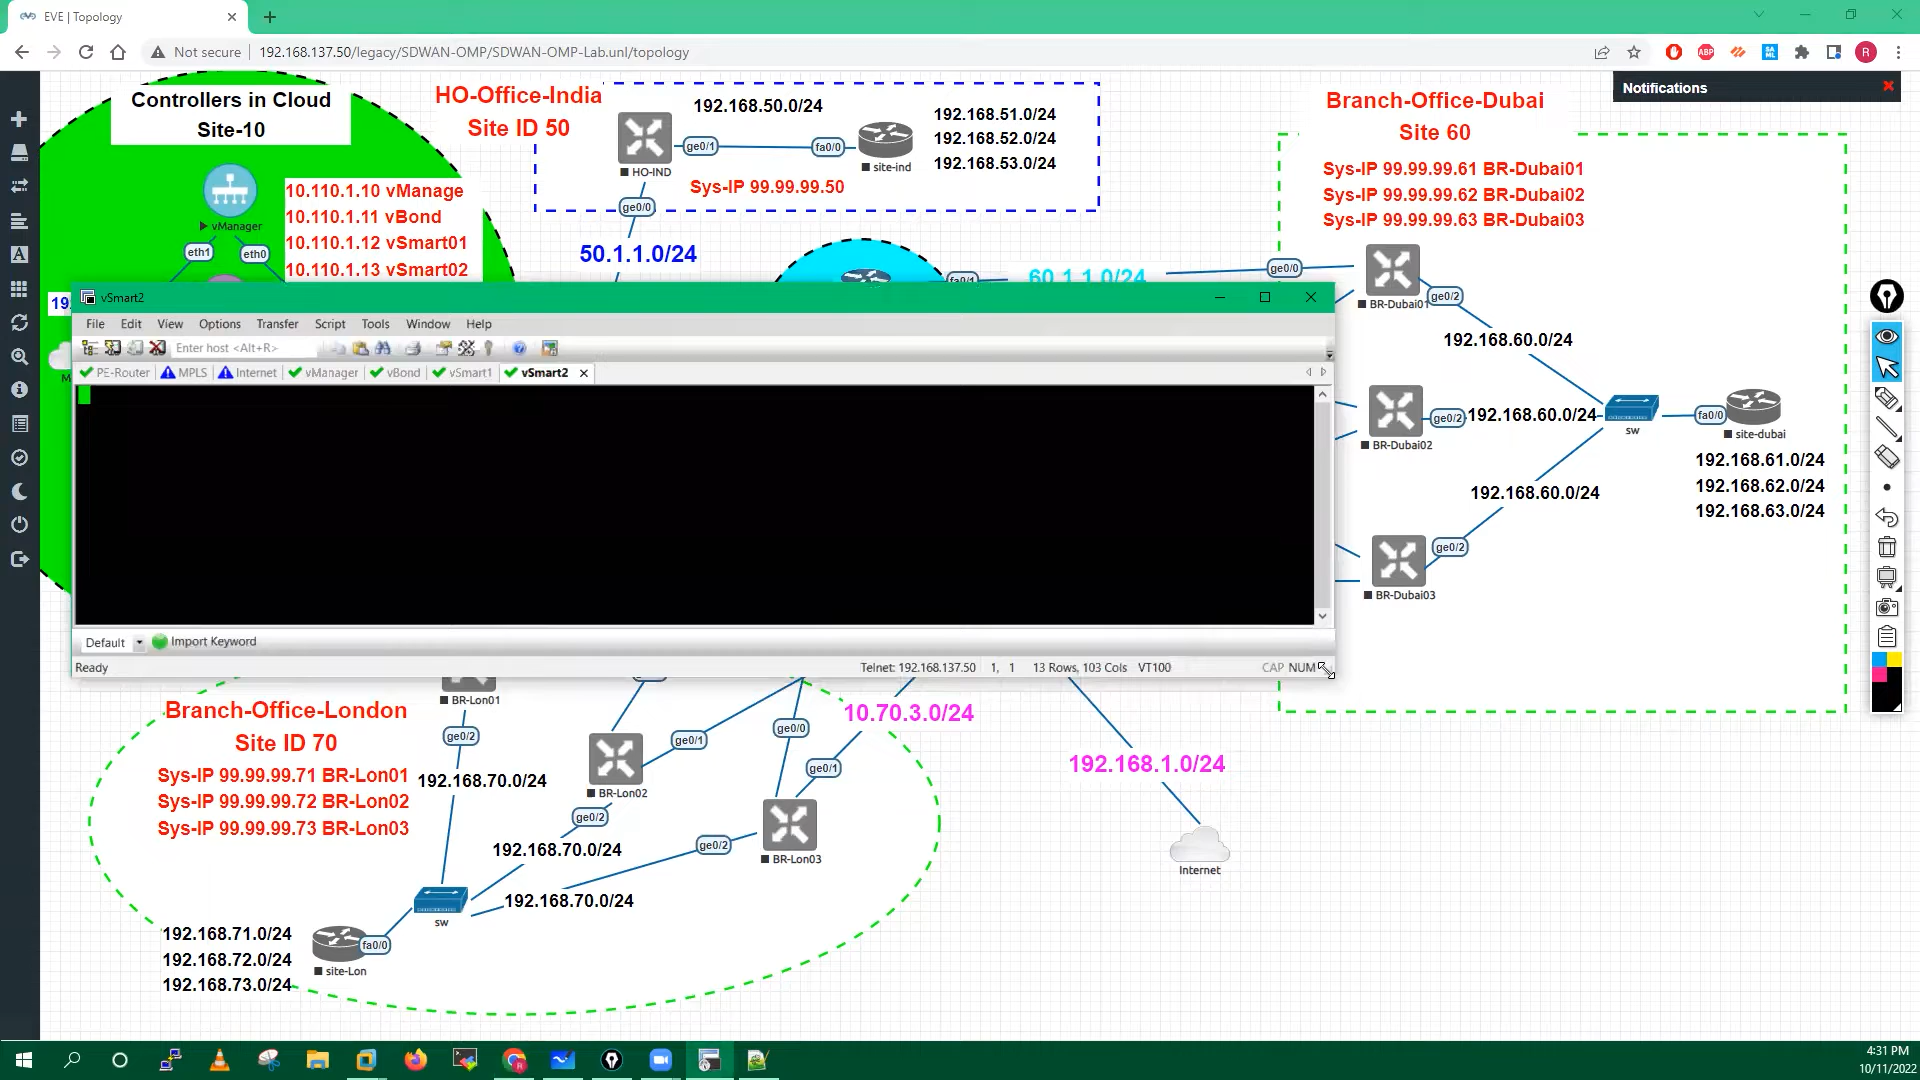 EVE | Topology
Not secure
192.168.137.50/legacy/SDWAN-OMP/SDWAN-OMP-Lab.unl/topology
R
Controllers in Cloud
Site-10
vManager
eth1
eth0
10.110.1.10 vManage
10.110.1.11 vBond
10.110.1.12 vSmart01
10.110.1.13 vSmart02
HO-Office-India
Site ID 50
192.168.50.0/24
192.168.51.0/24
192.168.52.0/24
192.168.53.0/24
ge0/1
fa0/0
HO-IND
site-ind
Sys-IP 99.99.99.50
ge0/0
50.1.1.0/24
fa0/1
60.1.1.0/24
Notifications
Branch-Office-Dubai
Site 60
Sys-IP 99.99.99.61 BR-Dubai01
Sys-IP 99.99.99.62 BR-Dubai02
Sys-IP 99.99.99.63 BR-Dubai03
ge0/0
BR-Dubai01
ge0/2
192.168.60.0/24
BR-Dubai02
ge0/2
192.168.60.0/24
sw
fa0/0
site-dubai
192.168.61.0/24
192.168.62.0/24
192.168.63.0/24
192.168.60.0/24
ge0/2
BR-Dubai03
19
M
vSmart2
File Edit View Options Transfer Script Tools Window Help
Enter host <Alt+R>
PE-Router MPLS Internet vManager vBond vSmart1 vSmart2
Default Import Keyword
Ready
Telnet: 192.168.137.50 1, 1 13 Rows, 103 Cols VT100 CAP NUM
BR-Lon01
Branch-Office-London
Site ID 70
Sys-IP 99.99.99.71 BR-Lon01
Sys-IP 99.99.99.72 BR-Lon02
Sys-IP 99.99.99.73 BR-Lon03
ge0/2
192.168.70.0/24
ge0/1
BR-Lon02
ge0/2
192.168.70.0/24
ge0/0
10.70.3.0/24
ge0/1
ge0/2
BR-Lon03
192.168.70.0/24
sw
192.168.71.0/24
192.168.72.0/24
192.168.73.0/24
fa0/0
site-Lon
192.168.1.0/24
Internet
4:31 PM
10/11/2022